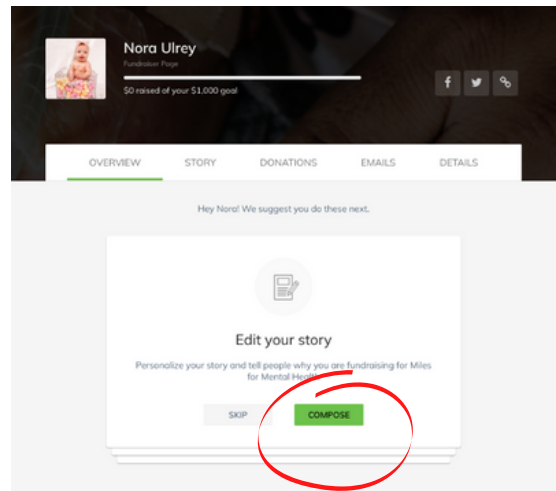 Nora Ulrey
Fundraiser Page
$0 raised of your $1,000 goal
OVERVIEW STORY DONATIONS EMAILS DETAILS
Hey Nora! We suggest you do these next.
Edit your story
Personalize your story and tell people why you are fundraising for Miles
for Mental Health
SKIP COMPOSE